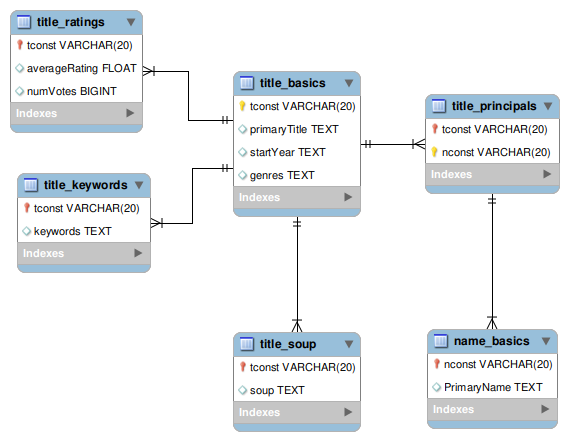 title_ratings
tconst VARCHAR(20)
averageRating FLOAT
numVotes BIGINT
Indexes
title_basics
tconst VARCHAR(20)
primaryTitle TEXT
startYear TEXT
genres TEXT
Indexes
title_principals
tconst VARCHAR(20)
nconst VARCHAR(20)
Indexes
title_keywords
tconst VARCHAR(20)
keywords TEXT
Indexes
title_soup
tconst VARCHAR(20)
soup TEXT
Indexes
name_basics
nconst VARCHAR(20)
PrimaryName TEXT
Indexes